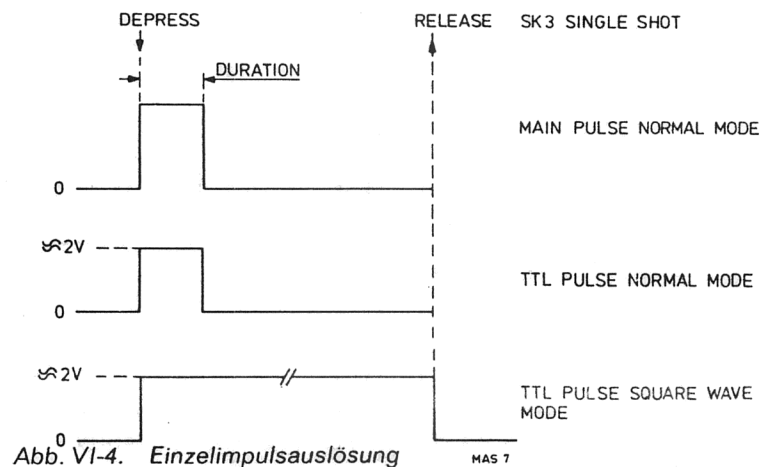 DEPRESS
RELEASE
SK3 SINGLE SHOT
DURATION
MAIN PULSE NORMAL MODE
0
≈2V
TTL PULSE NORMAL MODE
0
≈2V
TTL PULSE SQUARE WAVE
MODE
0
Abb. VI-4. Einzelimpulsauslösung
MAS 7